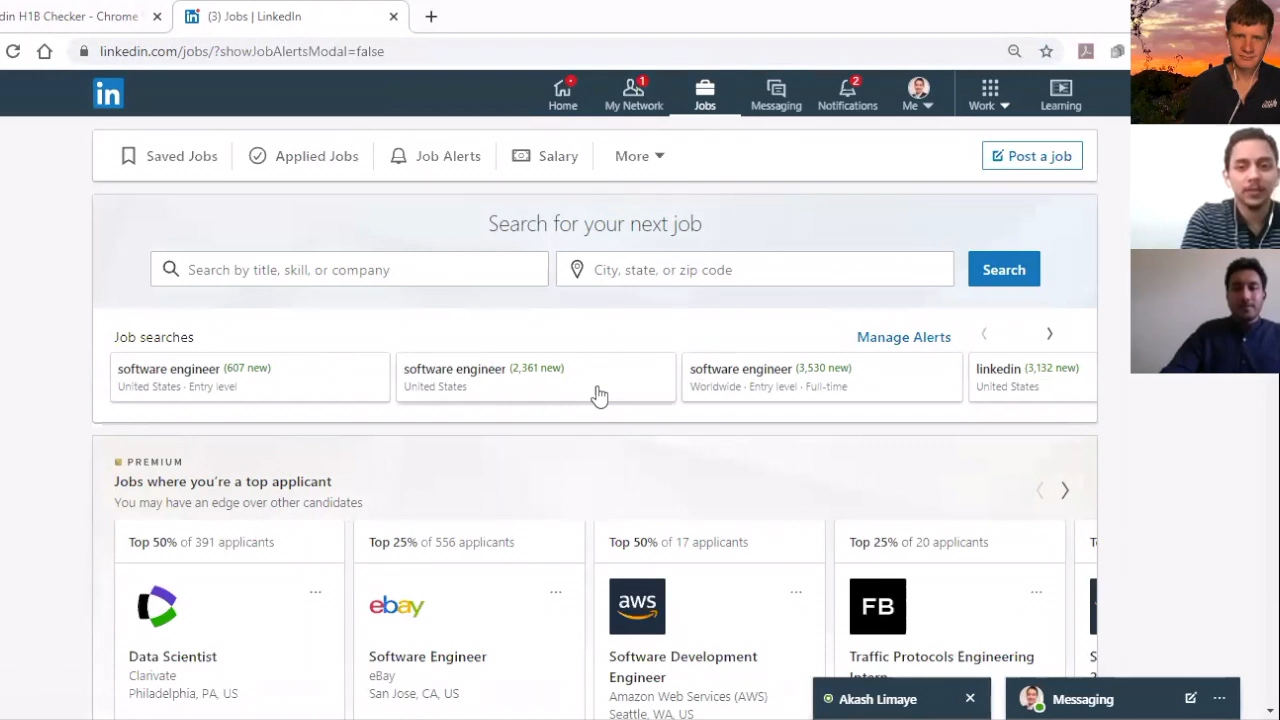 din H1B Checker - Chrome
(3) Jobs | LinkedIn
linkedin.com/jobs/?showJobAlertsModal=false
in
Home
1
My Network
Jobs
Messaging
2
Notifications
Me
Work
Learning
Saved Jobs
Applied Jobs
Job Alerts
Salary
More
Post a job
Search for your next job
Search by title, skill, or company
City, state, or zip code
Search
Job searches
Manage Alerts
software engineer (607 new)
United States · Entry level
software engineer (2,361 new)
United States
software engineer (3,530 new)
Worldwide · Entry level · Full-time
linkedin (3,132 new)
United States
PREMIUM
Jobs where you're a top applicant
You may have an edge over other candidates
Top 50% of 391 applicants
Data Scientist
Clarivate
Philadelphia, PA, US
Top 25% of 556 applicants
ebay
Software Engineer
eBay
San Jose, CA, US
Top 50% of 17 applicants
aws
Software Development
Engineer
Amazon Web Services (AWS)
Seattle, WA, US
Top 25% of 20 applicants
FB
Traffic Protocols Engineering
Intern
Akash Limaye
Messaging